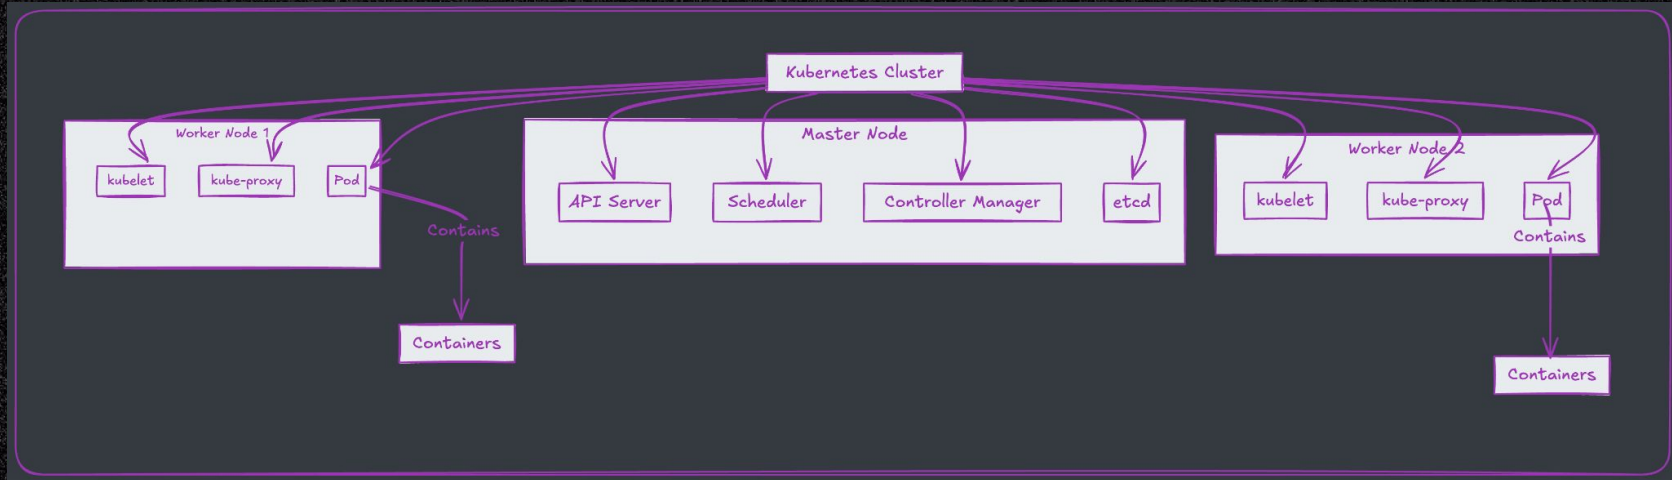 Kubernetes Cluster
Worker Node 1
kubelet
kube-proxy
Pod
Contains
Containers
Master Node
API Server
Scheduler
Controller Manager
etcd
Worker Node 2
kubelet
kube-proxy
Pod
Contains
Containers